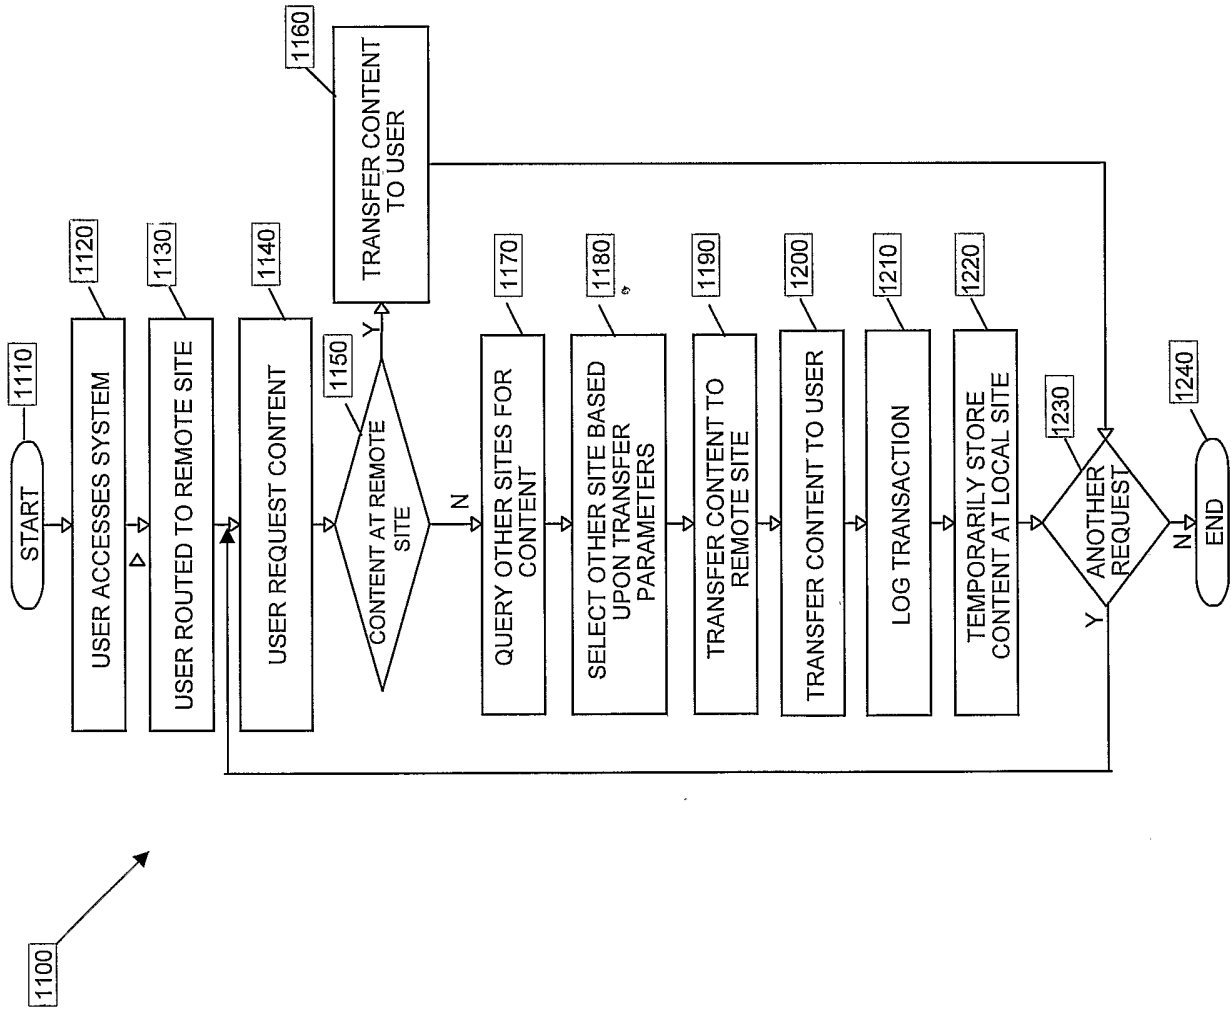 1100
START
1110
USER ACCESSES SYSTEM
1120
USER ROUTED TO REMOTE SITE
1130
USER REQUEST CONTENT
1140
CONTENT AT REMOTE
SITE
1150
Y
TRANSFER CONTENT
TO USER
1160
N
QUERY OTHER SITES FOR
CONTENT
1170
SELECT OTHER SITE BASED
UPON TRANSFER
PARAMETERS
1180
TRANSFER CONTENT TO
REMOTE SITE
1190
TRANSFER CONTENT TO USER
1200
LOG TRANSACTION
1210
TEMPORARILY STORE
CONTENT AT LOCAL SITE
1220
ANOTHER
REQUEST
1230
Y
N
END
1240